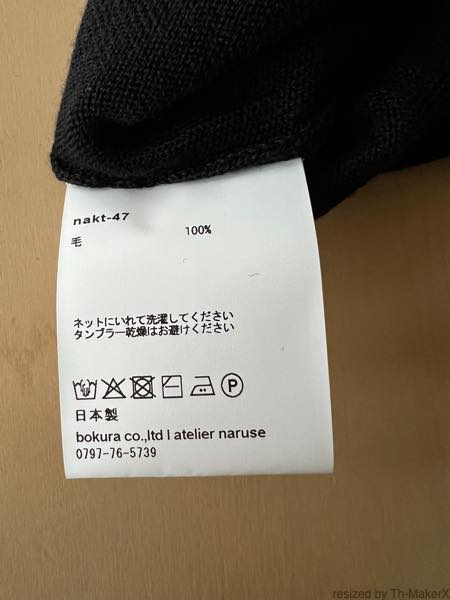 nakt-47
毛 100%
ネットにいれて洗濯してください
タンブラー乾燥はお避けください
P
日本製
bokura co.,ltd | atelier naruse
0797-76-5739
resized by Th-MakerX